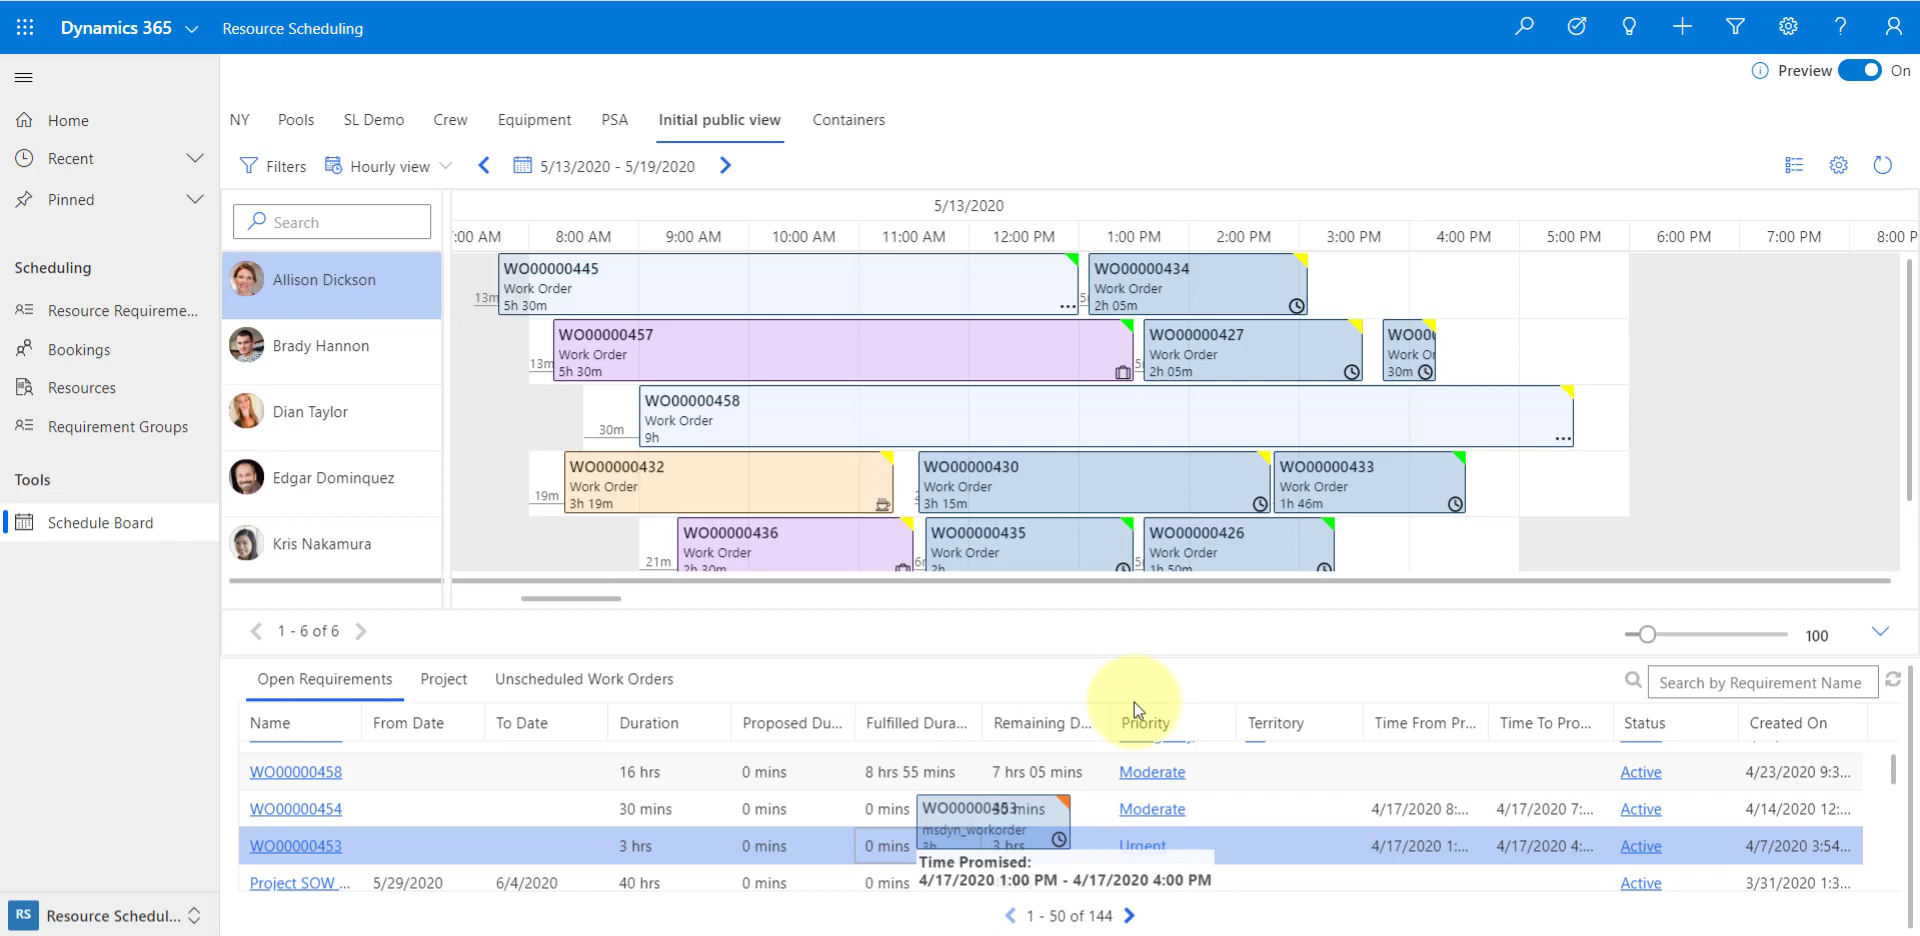 Dynamics 365
Resource Scheduling
Preview
On
Home
Recent
Pinned
Scheduling
Resource Requireme...
Bookings
Resources
Requirement Groups
Tools
Schedule Board
RS
Resource Schedul...
NY
Pools
SL Demo
Crew
Equipment
PSA
Initial public view
Containers
Filters
Hourly view
5/13/2020 - 5/19/2020
Search
5/13/2020
:00 AM
8:00 AM
9:00 AM
10:00 AM
11:00 AM
12:00 PM
1:00 PM
2:00 PM
3:00 PM
4:00 PM
5:00 PM
6:00 PM
7:00 PM
8:00 P
Allison Dickson
13m
WO00000445
Work Order
5h 30m
...
WO00000434
Work Order
2h 05m
Brady Hannon
13m
WO00000457
Work Order
5h 30m
WO00000427
Work Order
2h 05m
30m
Dian Taylor
30m
WO00000458
Work Order
9h
...
Edgar Dominquez
19m
WO00000432
Work Order
3h 19m
WO00000430
Work Order
3h 15m
WO00000433
Work Order
1h 46m
Kris Nakamura
21m
WO00000436
Work Order
2h 30m
WO00000435
Work Order
2h
WO00000426
Work Order
1h 50m
1 - 6 of 6
100
Open Requirements
Project
Unscheduled Work Orders
Search by Requirement Name
Name
From Date
To Date
Duration
Proposed Du...
Fulfilled Dura...
Remaining D...
Priority
Territory
Time From Pr...
Time To Pro...
Status
Created On
WO00000458
16 hrs
0 mins
8 hrs 55 mins
7 hrs 05 mins
Moderate
Active
4/23/2020 9:3...
WO00000454
30 mins
0 mins
0 mins
Moderate
4/17/2020 8:...
4/17/2020 7:...
Active
4/14/2020 12:...
WO00000453
3 hrs
0 mins
0 mins
3 hrs
Urgent
4/17/2020 1:...
4/17/2020 4:...
Active
4/7/2020 3:54...
WO00000453
msdyn_workorder
3h
Time Promised:
4/17/2020 1:00 PM - 4/17/2020 4:00 PM
Project SOW ...
5/29/2020
6/4/2020
40 hrs
0 mins
0 mins
Active
3/31/2020 1:3...
1 - 50 of 144